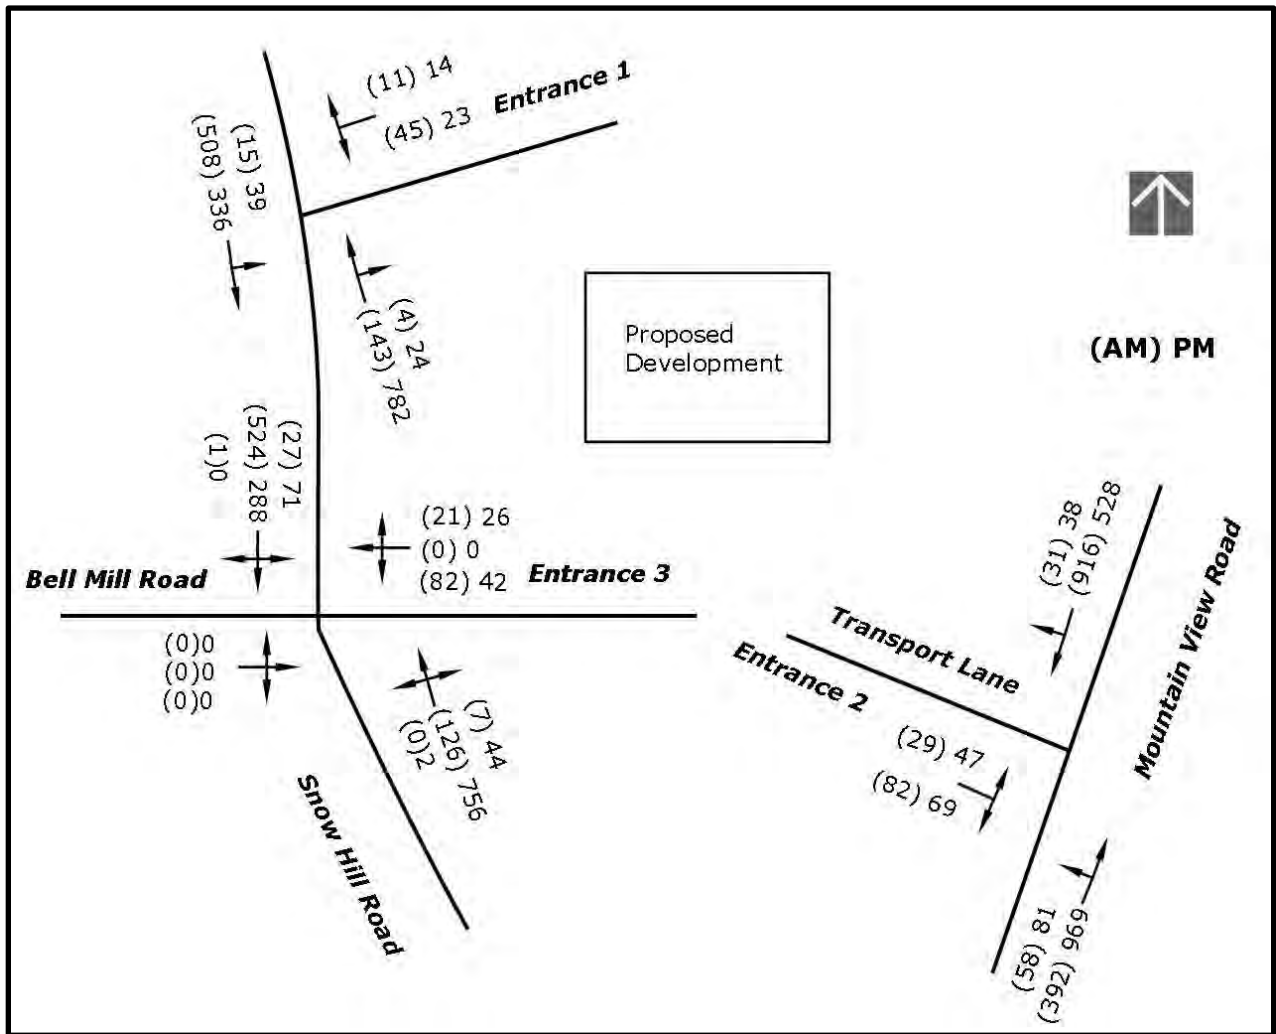 (11) 14
(45) 23
Entrance 1
(15) 39
(508) 336
(4) 24
(143) 782
Proposed
Development
(AM) PM
(27) 71
(524) 288
(1)0
(21) 26
(0) 0
(82) 42
Bell Mill Road
Entrance 3
(0)0
(0)0
(0)0
(7) 44
(126) 756
(0)2
Snow Hill Road
(31) 38
(916) 528
Transport Lane
Entrance 2
Mountain View Road
(29) 47
(82) 69
(58) 81
(392) 969